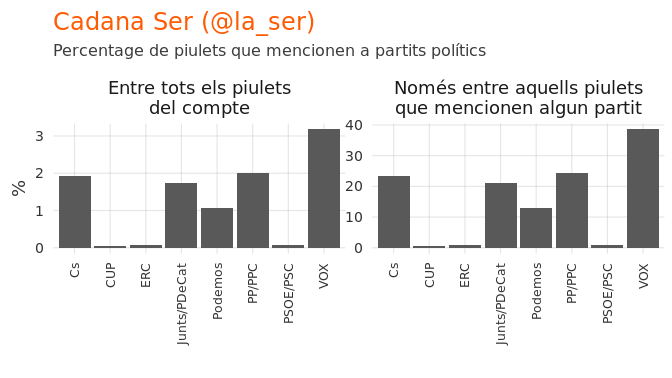 Cadana Ser (@la_ser)
Percentage de piulets que mencionen a partits polítics
Entre tots els piulets
del compte
Només entre aquells piulets
que mencionen algun partit
%
3
2
1
0
40
30
20
10
0
Cs
CUP
ERC
Junts/PDeCat
Podemos
PP/PPC
PSOE/PSC
VOX
Cs
CUP
ERC
Junts/PDeCat
Podemos
PP/PPC
PSOE/PSC
VOX